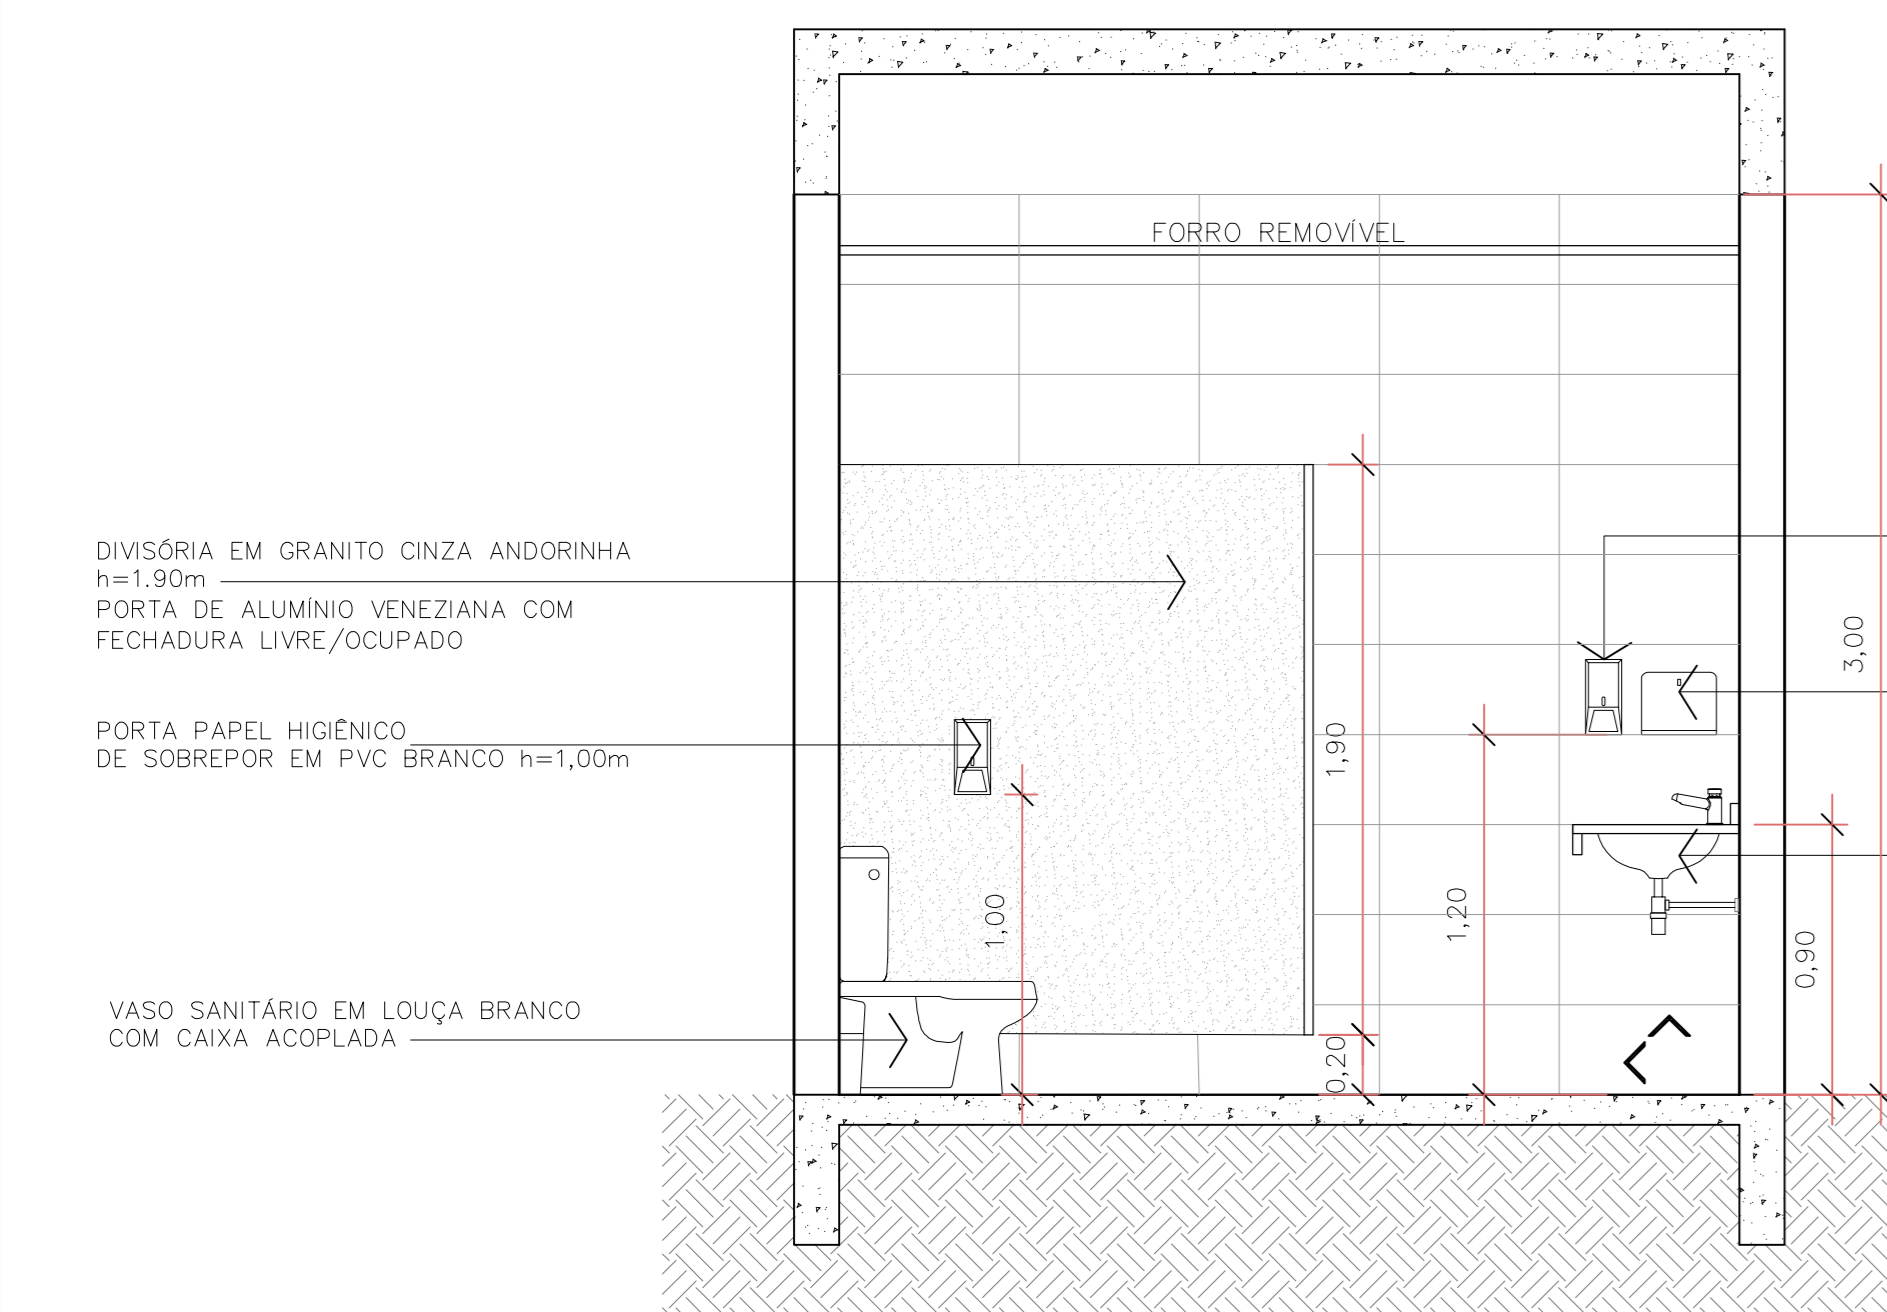 FORRO REMOVÍVEL
DIVISÓRIA EM GRANITO CINZA ANDORINHA
h=1.90m
PORTA DE ALUMÍNIO VENEZIANA COM
FECHADURA LIVRE/OCUPADO
3,00
PORTA PAPEL HIGIÊNICO
DE SOBREPOR EM PVC BRANCO h=1,00m
1,90
1,00
1,20
0,90
VASO SANITÁRIO EM LOUÇA BRANCO
COM CAIXA ACOPLADA
0,20